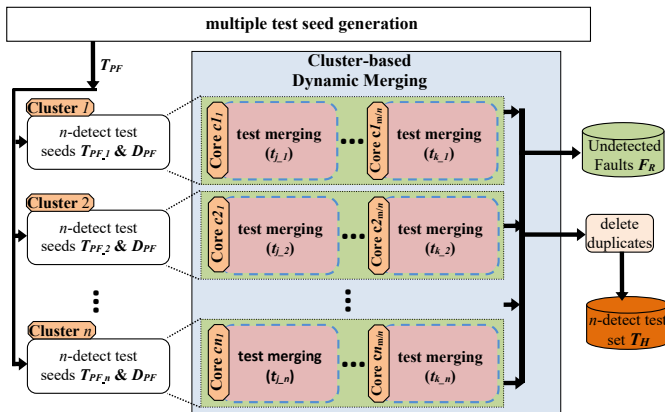 multiple test seed generation
T_PF
Cluster-based
Dynamic Merging
Cluster 1
n-detect test
seeds T_PF_1 & D_PF
Core c1_1
test merging
(t_j_1)
•••
Core c1_m/n
test merging
(t_k_1)
Undetected
Faults F_R
Cluster 2
n-detect test
seeds T_PF_2 & D_PF
Core c2_1
test merging
(t_j_2)
•••
Core c2_m/n
test merging
(t_k_2)
delete
duplicates
Cluster n
n-detect test
seeds T_PF_n & D_PF
Core cn_1
test merging
(t_j_n)
•••
Core cn_m/n
test merging
(t_k_n)
n-detect test
set T_H